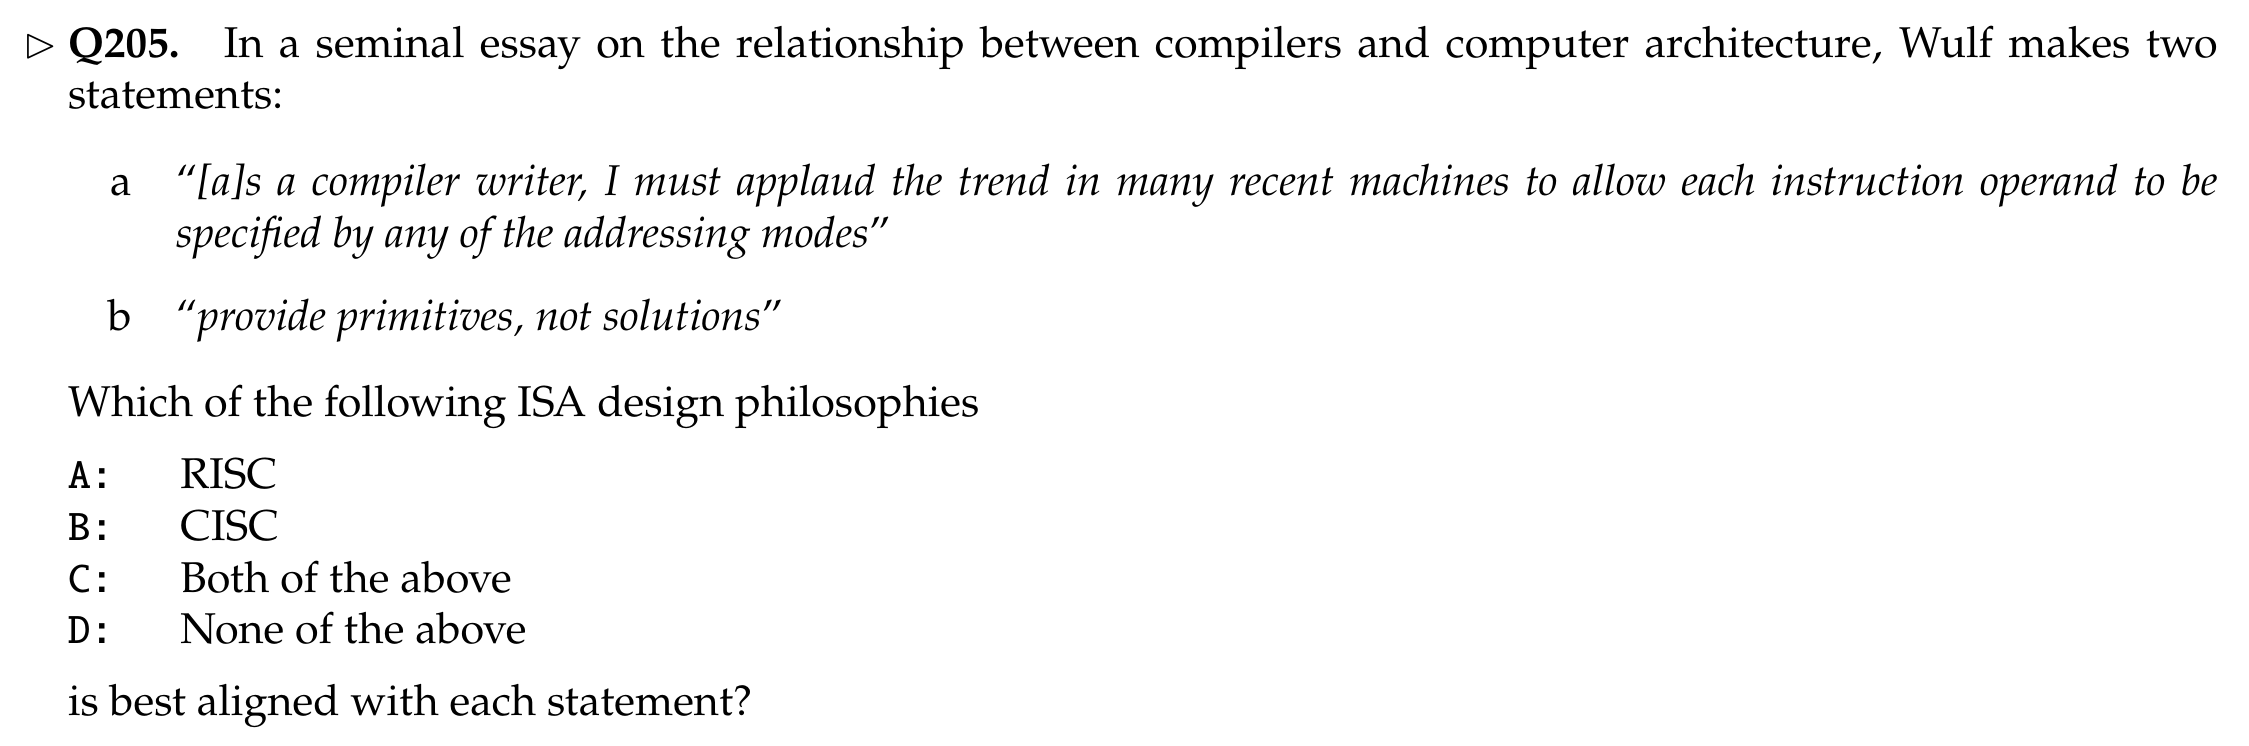 ▷ Q205. In a seminal essay on the relationship between compilers and computer architecture, Wulf makes two
statements:
a “[a]s a compiler writer, I must applaud the trend in many recent machines to allow each instruction operand to be
specified by any of the addressing modes”
b “provide primitives, not solutions”
Which of the following ISA design philosophies
A: RISC
B: CISC
C: Both of the above
D: None of the above
is best aligned with each statement?